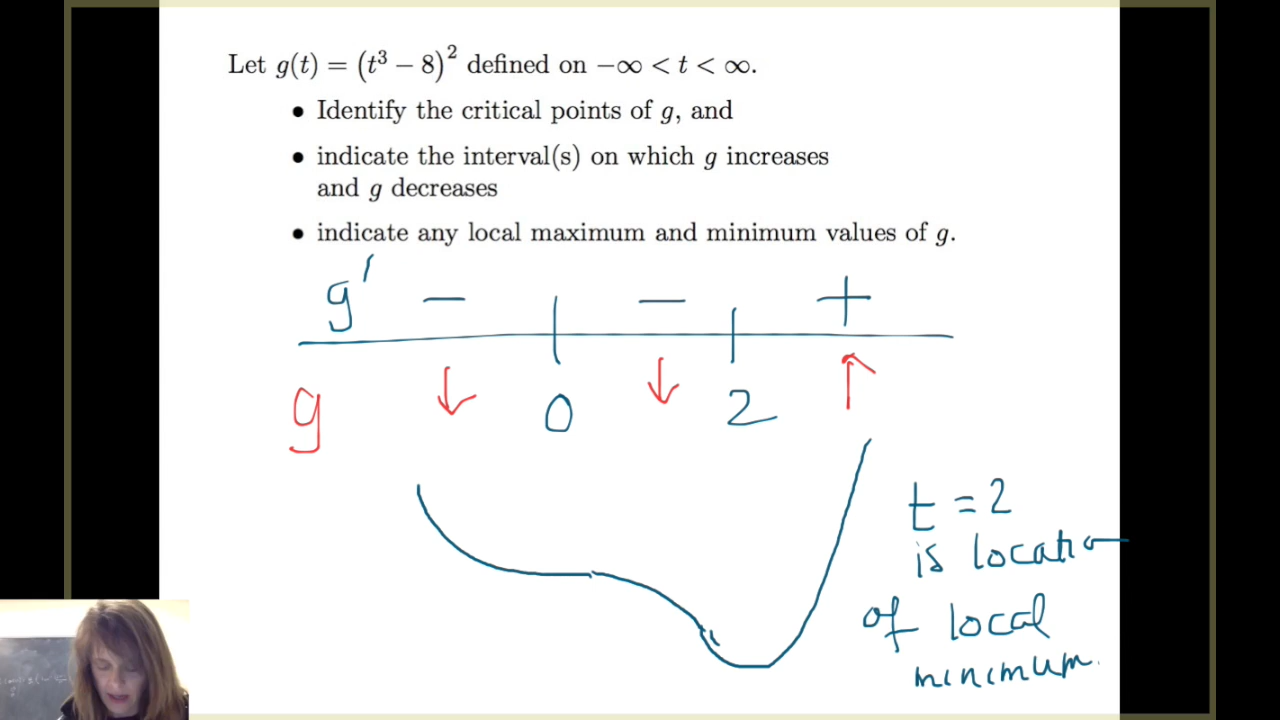 Let g(t) = (t³ − 8)² defined on −∞ < t < ∞.
• Identify the critical points of g, and
• indicate the interval(s) on which g increases
and g decreases
• indicate any local maximum and minimum values of g.
g′ − − +
g ↓ 0 ↓ 2 ↑
t = 2
is locatio
of local
minimum.